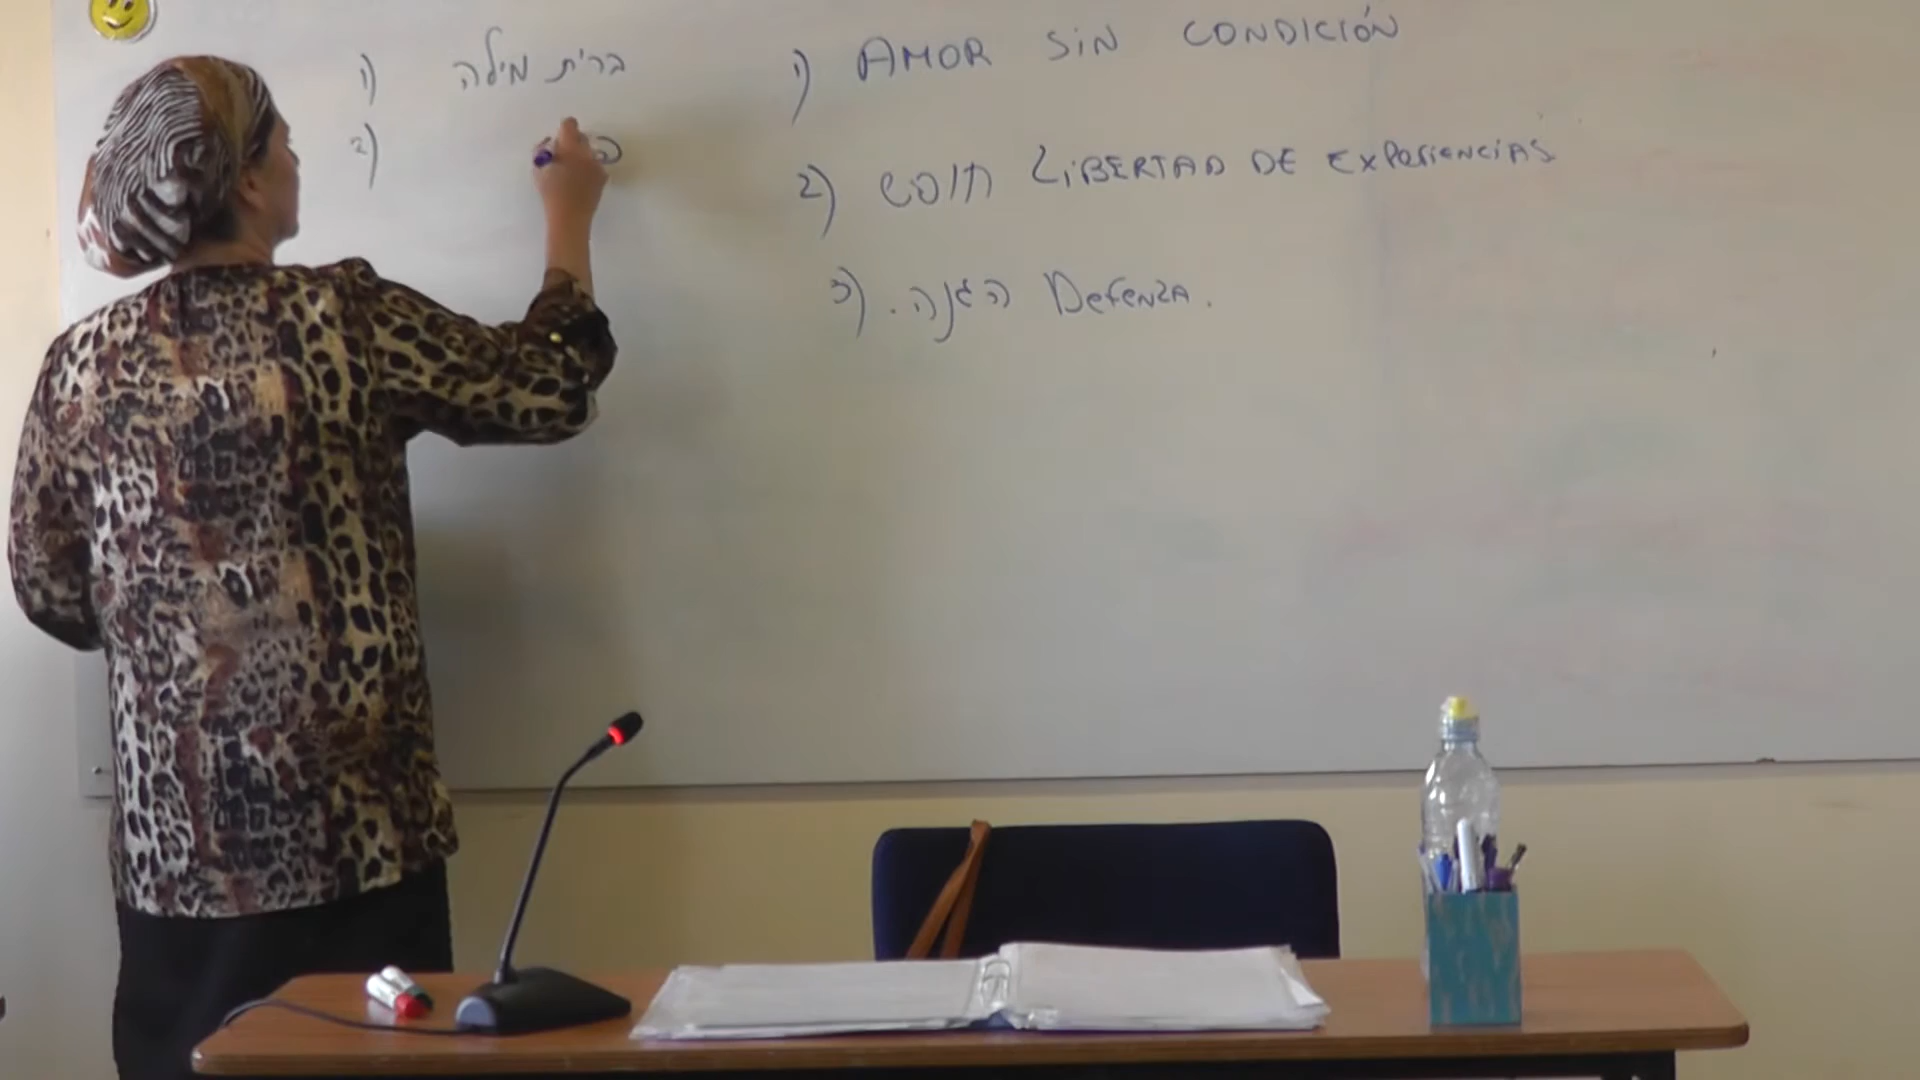 1) ברית מילה
2)
1) AMOR SIN CONDICIÓN
2) חופש LIBERTAD DE EXPERIENCIAS
3) הגנה. Defenza.